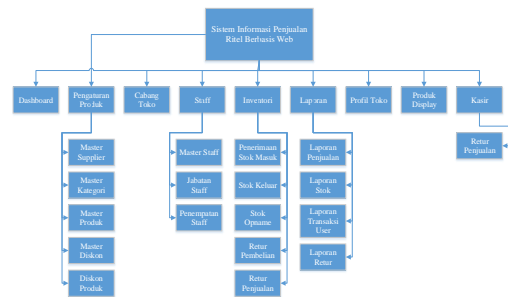 Sistem Informasi Penjualan
Ritel Berbasis Web
Dashboard
Pengaturan
Produk
Cabang
Toko
Staff
Inventori
Laporan
Profil Toko
Produk
Display
Kasir
Master
Supplier
Master
Kategori
Master
Produk
Master
Diskon
Diskon
Produk
Master Staff
Jabatan
Staff
Penempatan
Staff
Penerimaan
Stok Masuk
Stok Keluar
Stok
Opname
Retur
Pembelian
Retur
Penjualan
Laporan
Penjualan
Laporan
Stok
Laporan
Transaksi
User
Laporan
Retur
Retur
Penjualan